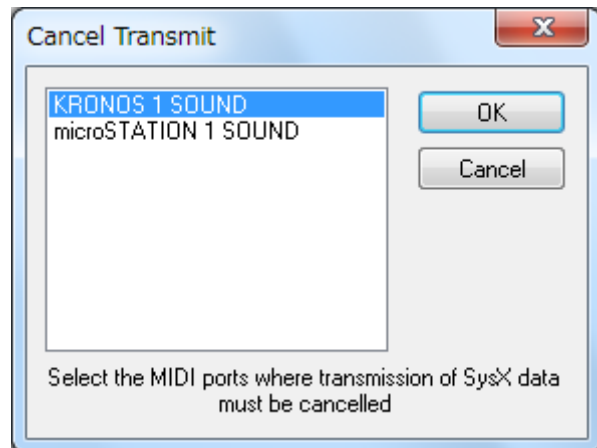 Cancel Transmit
KRONOS 1 SOUND
microSTATION 1 SOUND
OK
Cancel
Select the MIDI ports where transmission of SysX data
must be cancelled